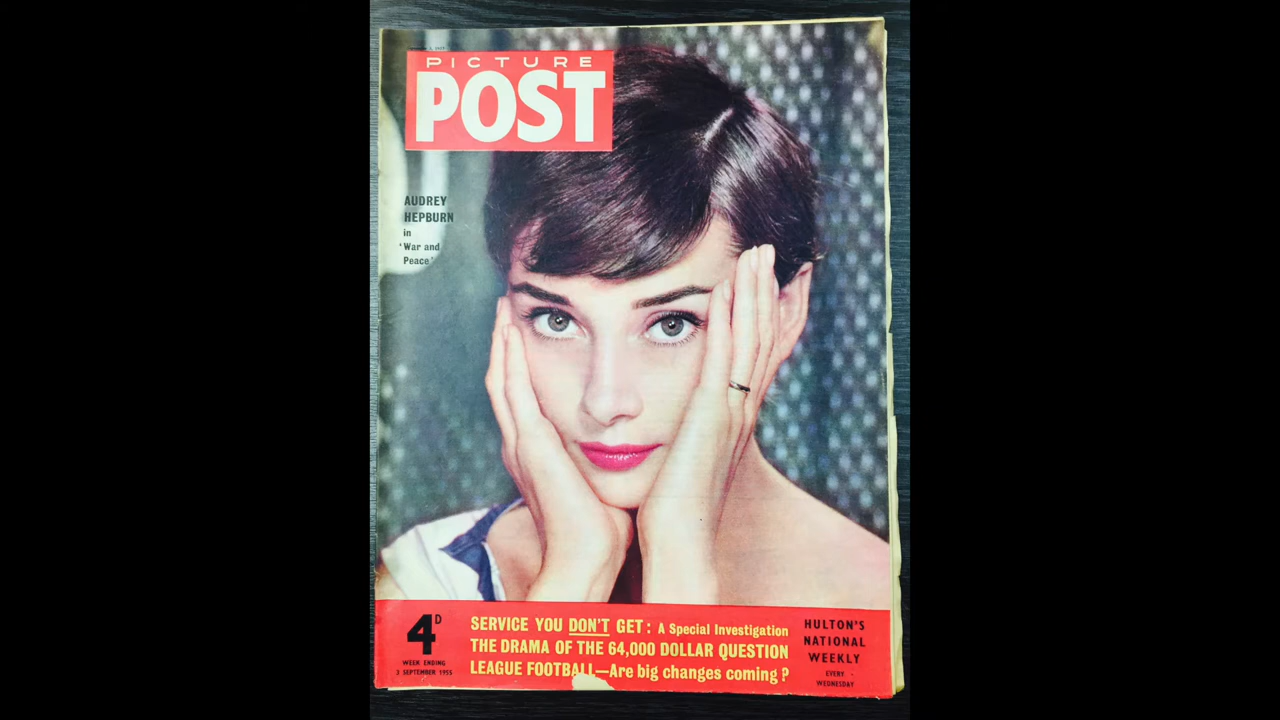 PICTURE
POST
AUDREY
HEPBURN
in
'War and
Peace'
4D
WEEK ENDING
3 SEPTEMBER 1955
SERVICE YOU DON'T GET: A Special Investigation
THE DRAMA OF THE 64,000 DOLLAR QUESTION
LEAGUE FOOTBALL—Are big changes coming?
HULTON'S
NATIONAL
WEEKLY
EVERY
WEDNESDAY